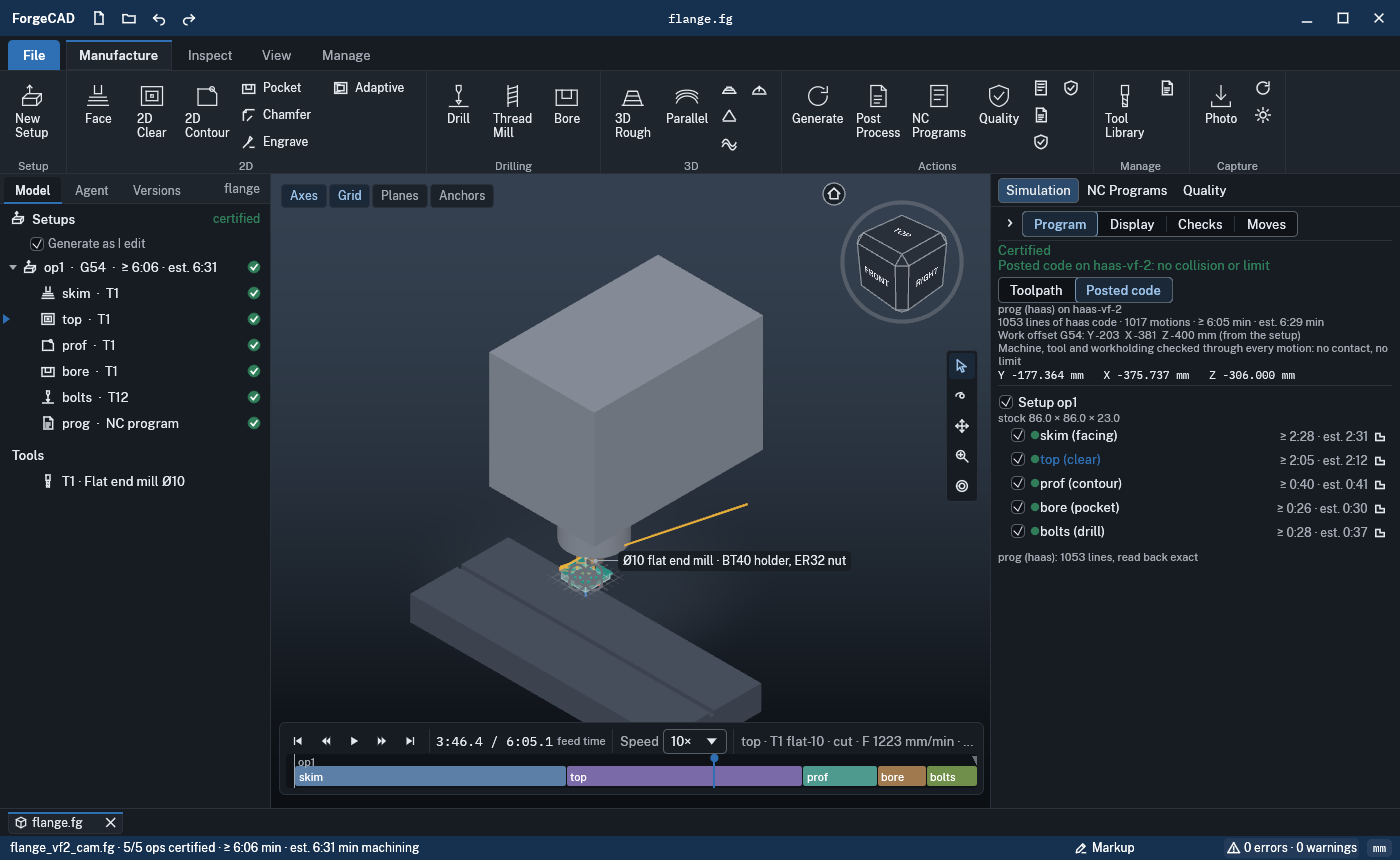 ForgeCAD
flange.fg
File
Manufacture
Inspect
View
Manage
New Setup
Face
2D Clear
2D Contour
Pocket
Chamfer
Engrave
Adaptive
Drill
Thread Mill
Bore
3D Rough
Parallel
Generate
Post Process
NC Programs
Quality
Tool Library
Photo
Setup
2D
Drilling
3D
Actions
Manage
Capture
Model
Agent
Versions
flange
Setups
certified
Generate as I edit
op1 · G54 · ≥ 6:06 · est. 6:31
skim · T1
top · T1
prof · T1
bore · T1
bolts · T12
prog · NC program
Tools
T1 · Flat end mill Ø10
Axes
Grid
Planes
Anchors
TOP
FRONT
RIGHT
Ø10 flat end mill · BT40 holder, ER32 nut
3:46.4 / 6:05.1 feed time
Speed
10×
top · T1 flat-10 · cut · F 1223 mm/min · ...
op1
skim
top
prof
bore
bolts
Simulation
NC Programs
Quality
Program
Display
Checks
Moves
Certified
Posted code on haas-vf-2: no collision or limit
Toolpath
Posted code
prog (haas) on haas-vf-2
1053 lines of haas code · 1017 motions · ≥ 6:05 min · est. 6:29 min
Work offset G54: Y -203 X -381 Z -400 mm (from the setup)
Machine, tool and workholding checked through every motion: no contact, no
limit
Y -177.364 mm X -375.737 mm Z -306.000 mm
Setup op1
stock 86.0 × 86.0 × 23.0
skim (facing) ≥ 2:28 · est. 2:31
top (clear) ≥ 2:05 · est. 2:12
prof (contour) ≥ 0:40 · est. 0:41
bore (pocket) ≥ 0:26 · est. 0:30
bolts (drill) ≥ 0:28 · est. 0:37
prog (haas): 1053 lines, read back exact
flange.fg
flange_vf2_cam.fg · 5/5 ops certified · ≥ 6:06 min · est. 6:31 min machining
Markup
0 errors · 0 warnings
mm